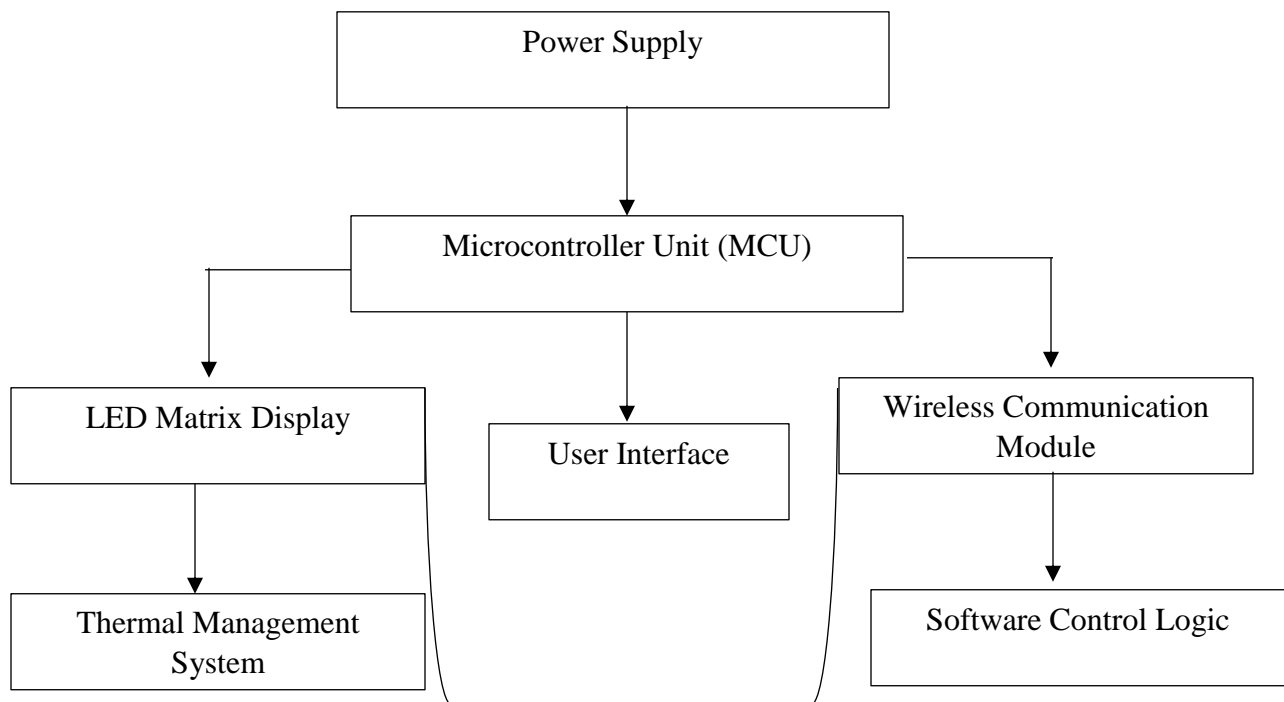 Power Supply
Microcontroller Unit (MCU)
LED Matrix Display
User Interface
Wireless Communication
Module
Thermal Management
System
Software Control Logic